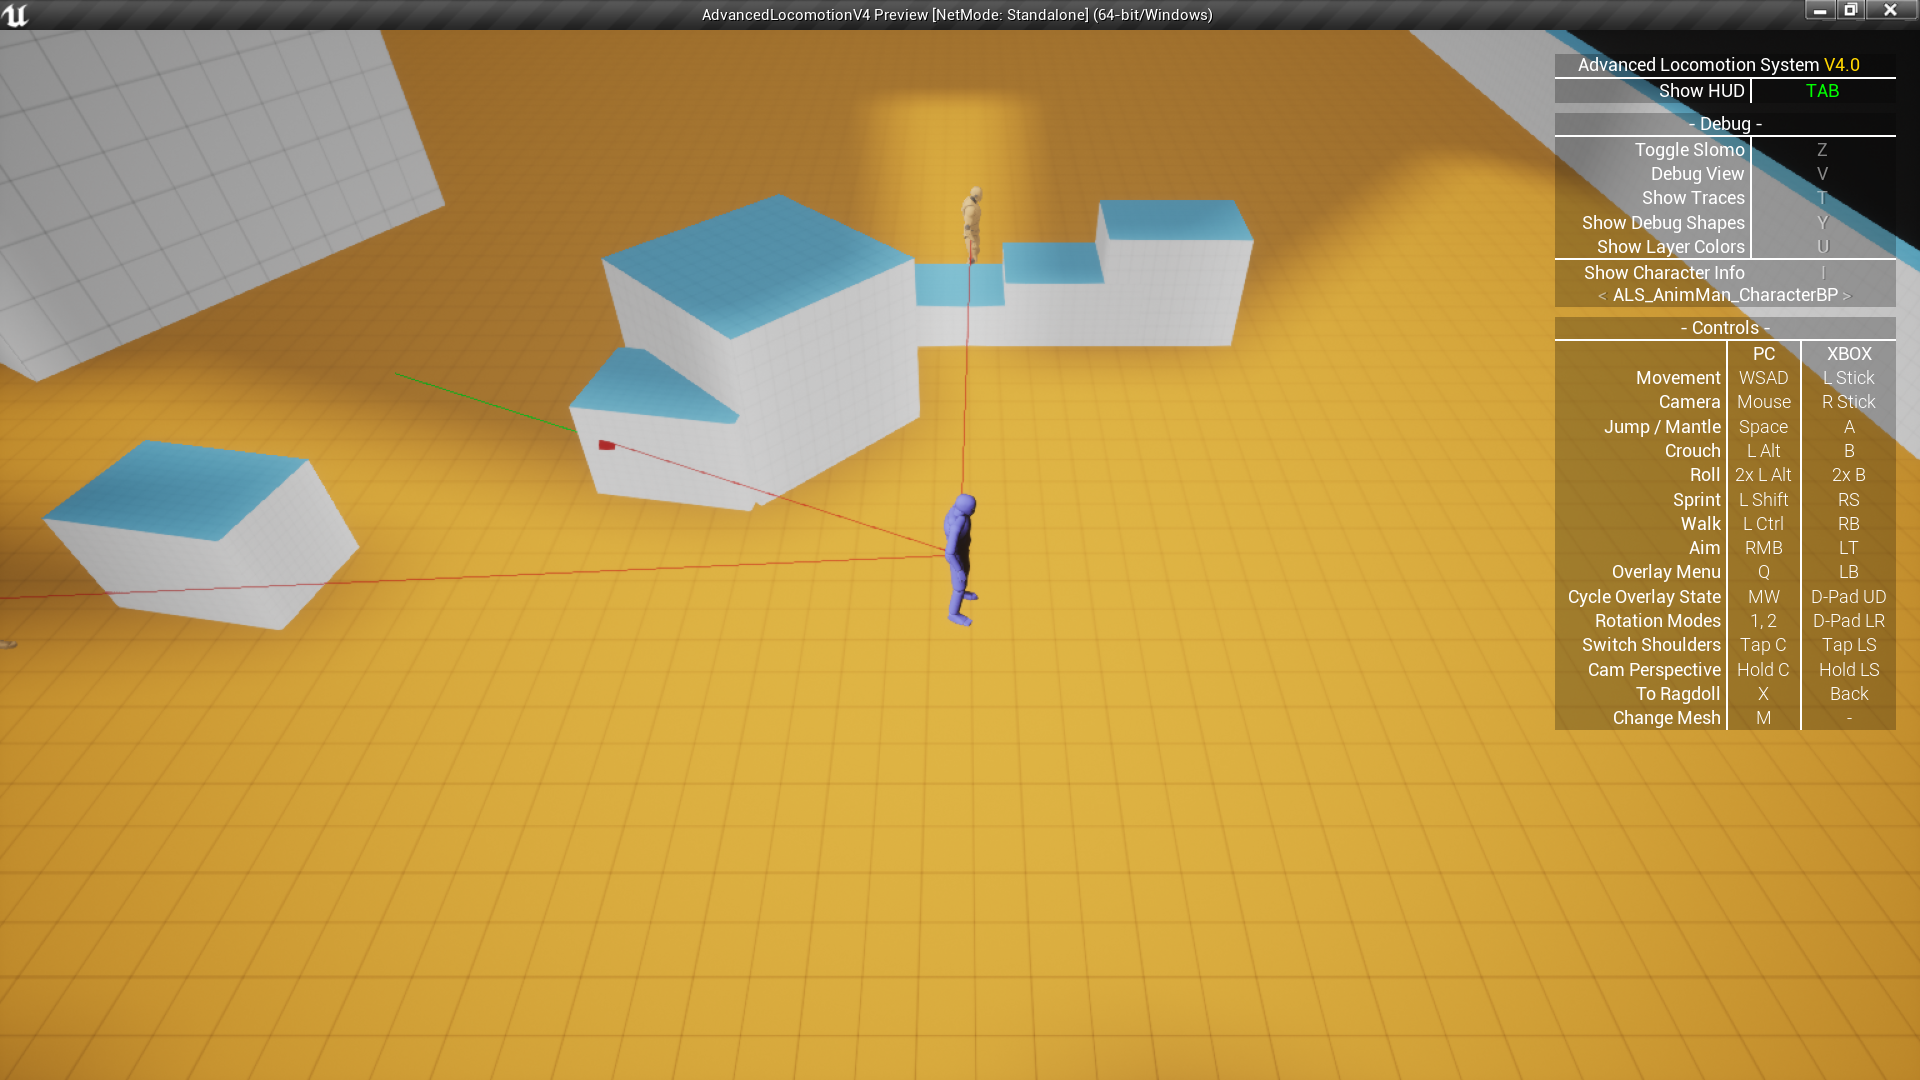 AdvancedLocomotionV4 Preview [NetMode: Standalone] (64-bit/Windows)
Advanced Locomotion System V4.0
Show HUD TAB
- Debug -
Toggle Slomo Z
Debug View V
Show Traces T
Show Debug Shapes Y
Show Layer Colors U
Show Character Info I
< ALS_AnimMan_CharacterBP >
- Controls -
PC XBOX
Movement WSAD L Stick
Camera Mouse R Stick
Jump / Mantle Space A
Crouch L Alt B
Roll 2x L Alt 2x B
Sprint L Shift RS
Walk L Ctrl RB
Aim RMB LT
Overlay Menu Q LB
Cycle Overlay State MW D-Pad UD
Rotation Modes 1, 2 D-Pad LR
Switch Shoulders Tap C Tap LS
Cam Perspective Hold C Hold LS
To Ragdoll X Back
Change Mesh M -